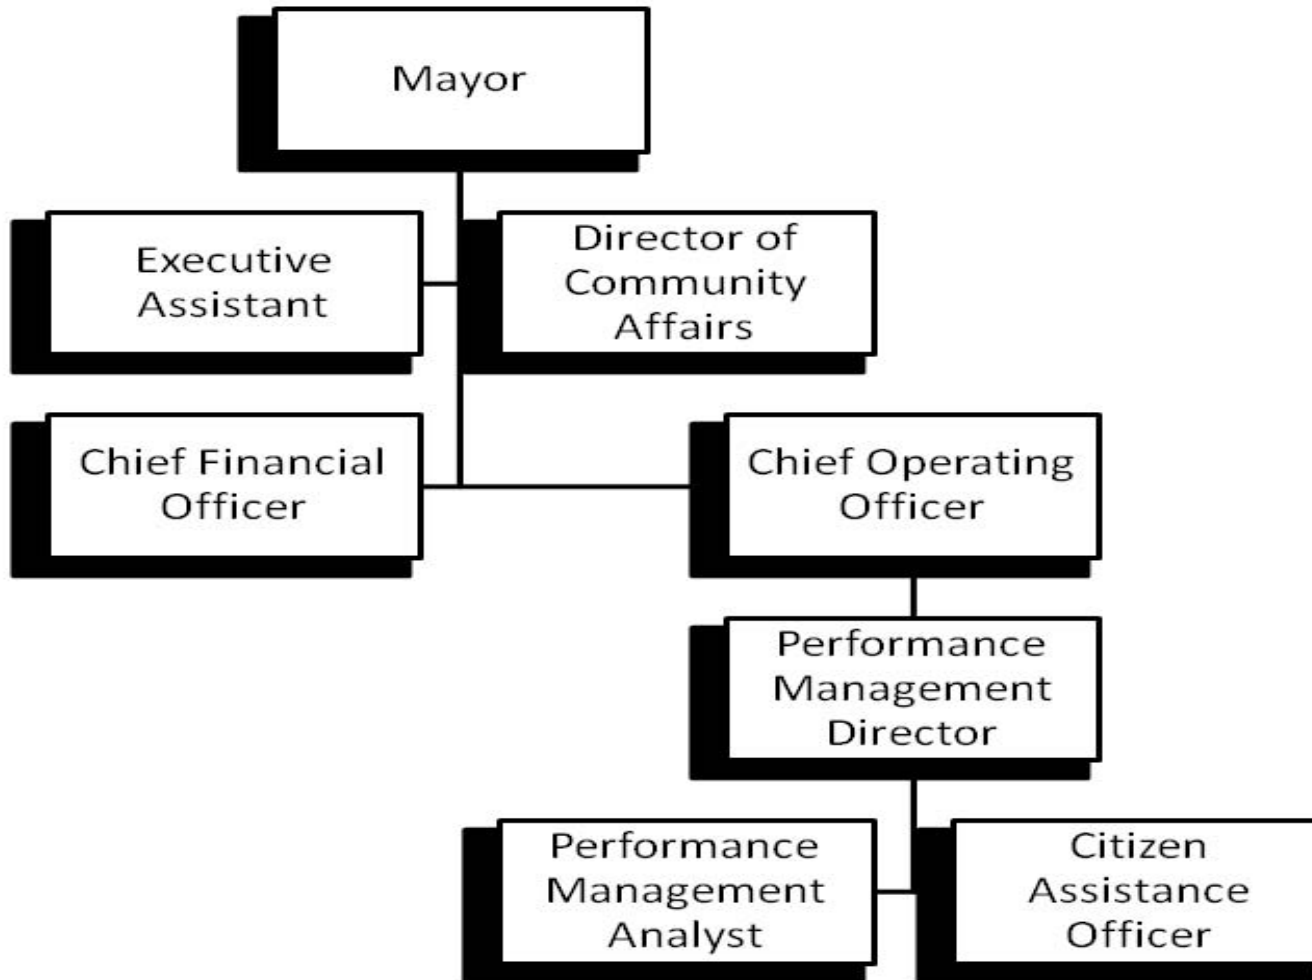 Mayor
Executive
Assistant
Director of
Community
Affairs
Chief Financial
Officer
Chief Operating
Officer
Performance
Management
Director
Performance
Management
Analyst
Citizen
Assistance
Officer